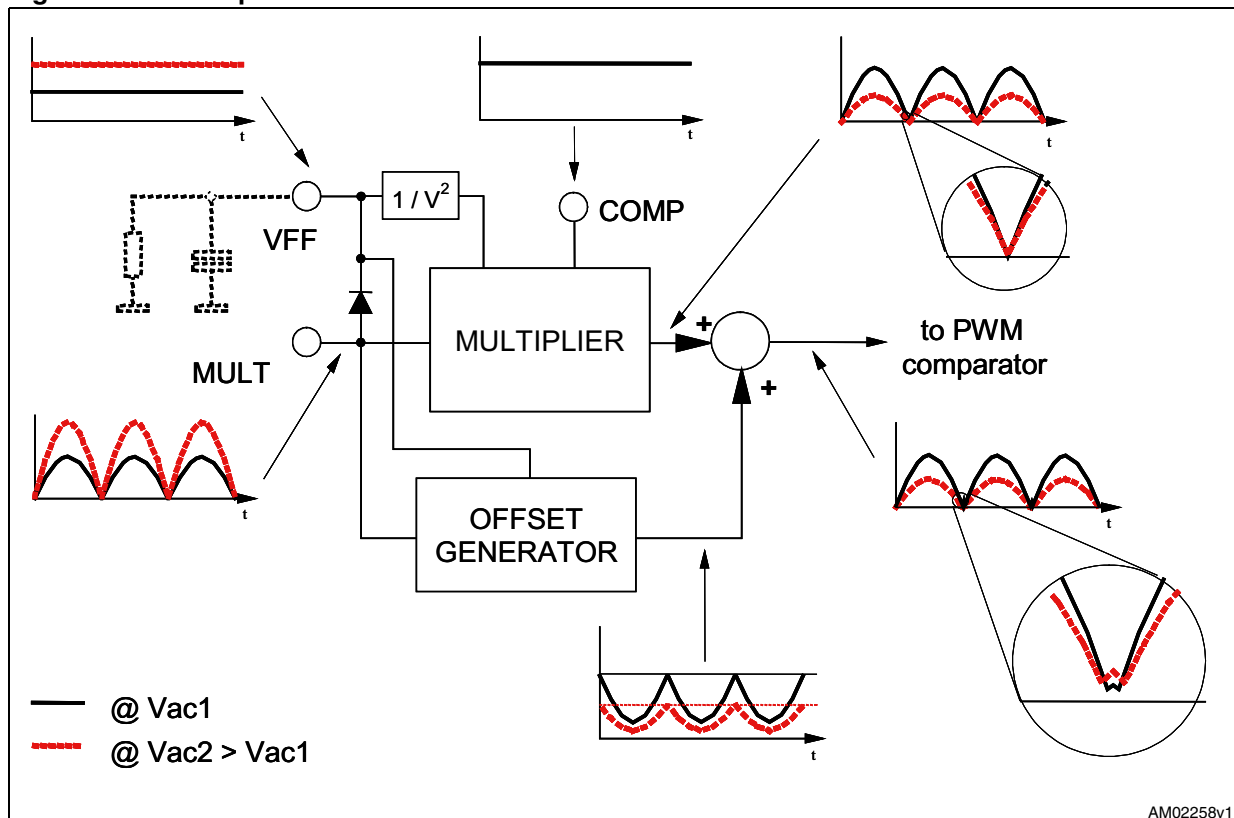 t
t
t
1 / V²
COMP
VFF
MULTIPLIER
+
to PWM
comparator
MULT
+
t
t
OFFSET
GENERATOR
@ Vac1
t
@ Vac2 > Vac1
AM02258v1